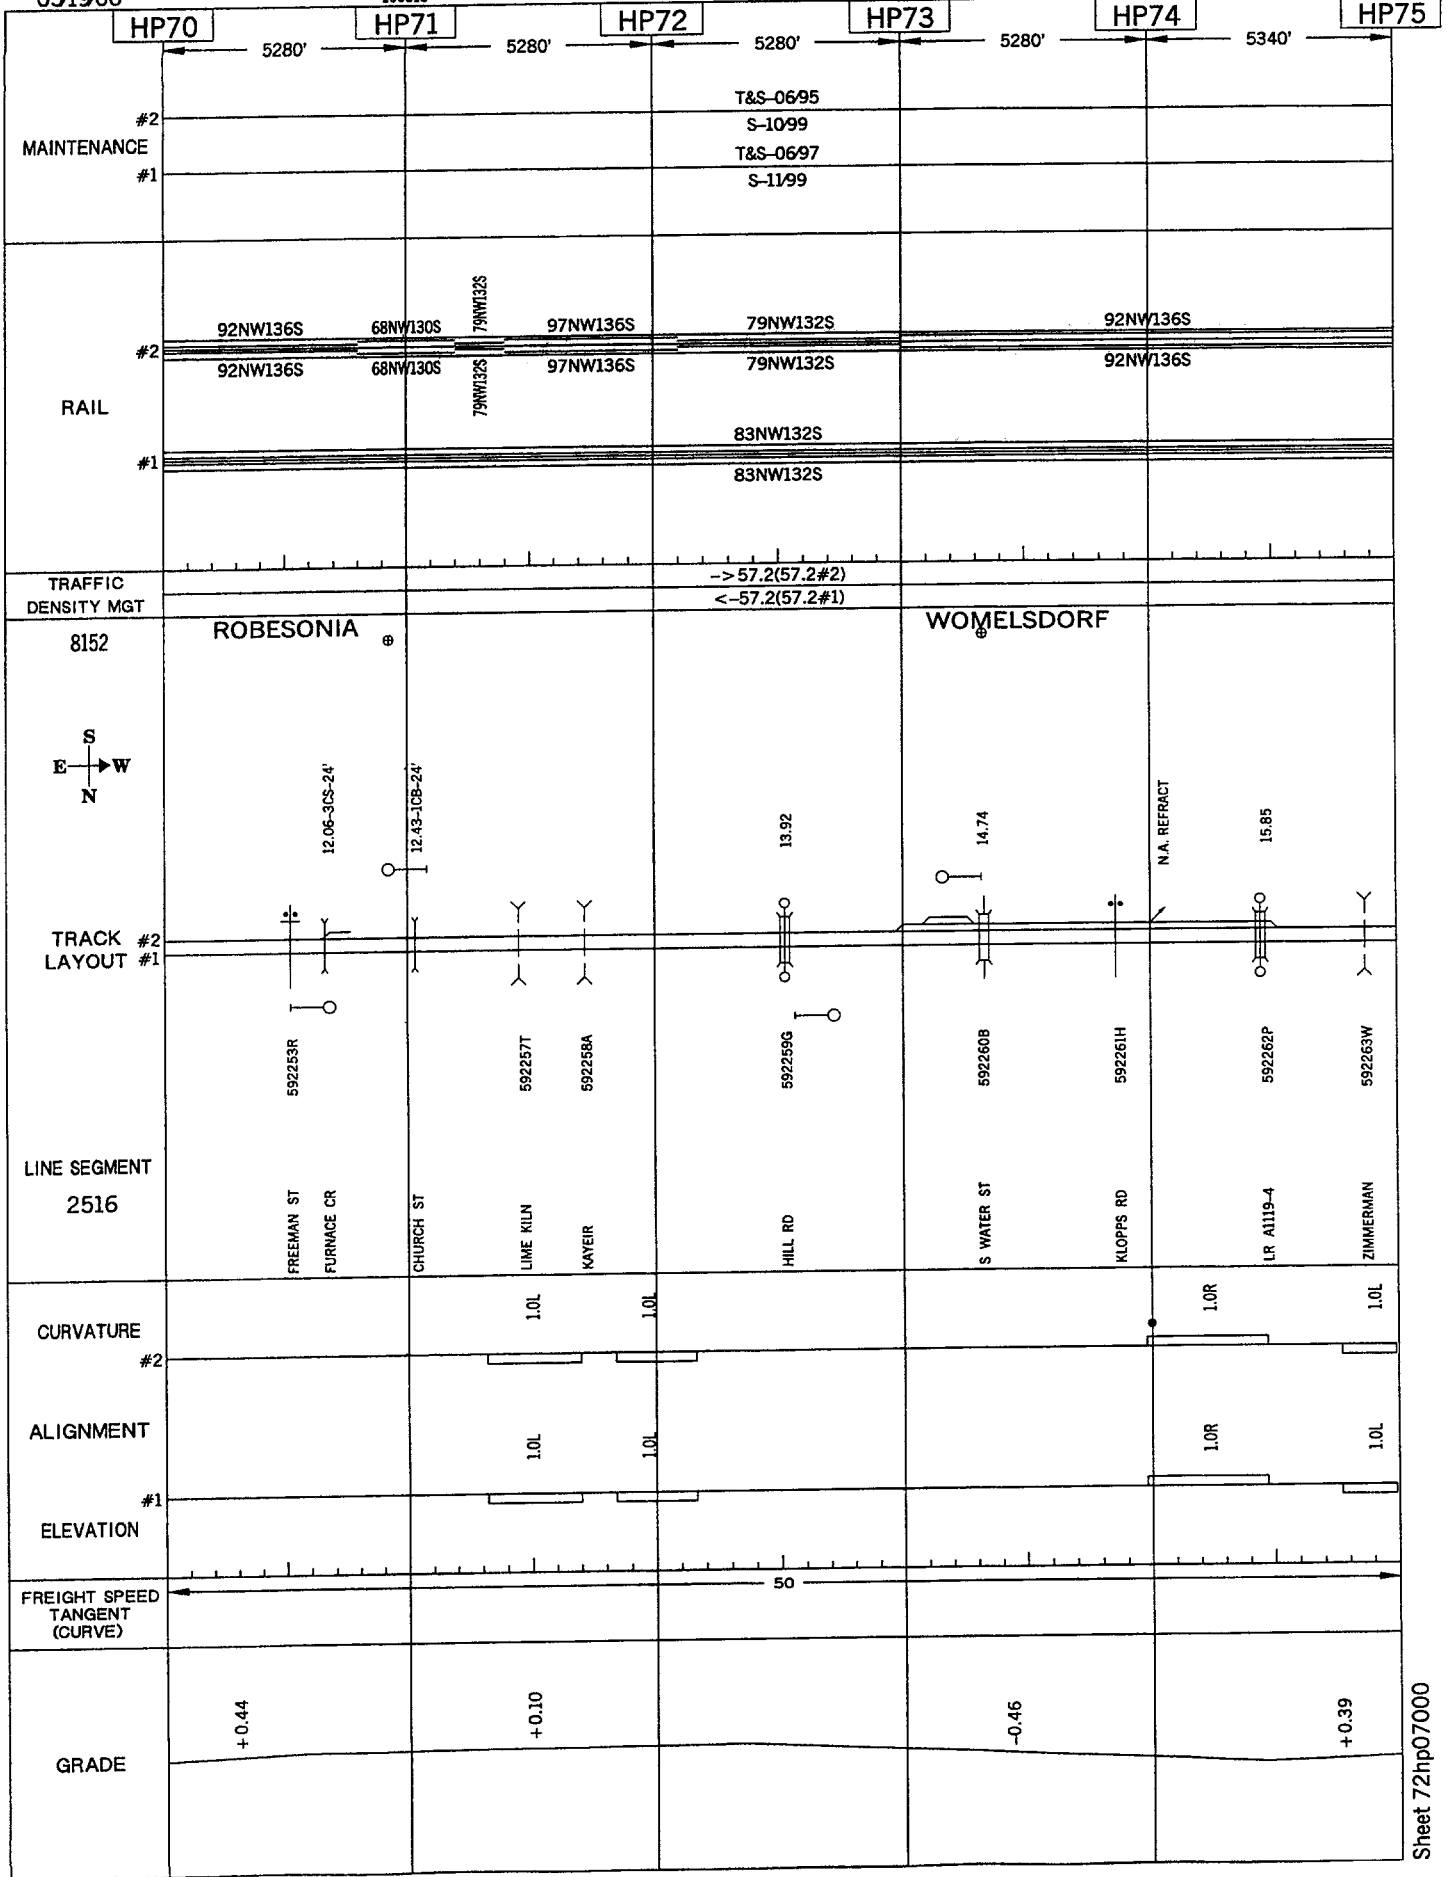 HP70 HP71 HP72 HP73 HP74 HP75
5280' 5280' 5280' 5280' 5340'
T&S-06/95
#2
S-10/99
MAINTENANCE
T&S-06/97
#1
S-11/99
79NW132S
92NW136S 68NW130S 97NW136S 79NW132S 92NW136S
#2
92NW136S 68NW130S 97NW136S 79NW132S 92NW136S
79NW132S
RAIL
83NW132S
#1
83NW132S
TRAFFIC
DENSITY MGT
->57.2(57.2#2)
<-57.2(57.2#1)
8152
ROBESONIA WOMELSDORF
S
E W
N
12.06-3CS-24' 12.43-1CB-24' 13.92 14.74 N.A. REFRACT 15.85
TRACK #2
LAYOUT #1
592253R 592257T 592258A 592259G 592260B 592261H 592262P 592263W
LINE SEGMENT
2516
FREEMAN ST FURNACE CR CHURCH ST LIME KILN KAYEIR HILL RD S WATER ST KLOPPS RD LR A1119-4 ZIMMERMAN
CURVATURE
1.0L 1.0L 1.0R 1.0L
#2
ALIGNMENT
1.0L 1.0L 1.0R 1.0L
#1
ELEVATION
FREIGHT SPEED
TANGENT
(CURVE)
50
GRADE
+0.44 +0.10 -0.46 +0.39
Sheet 72hp07000